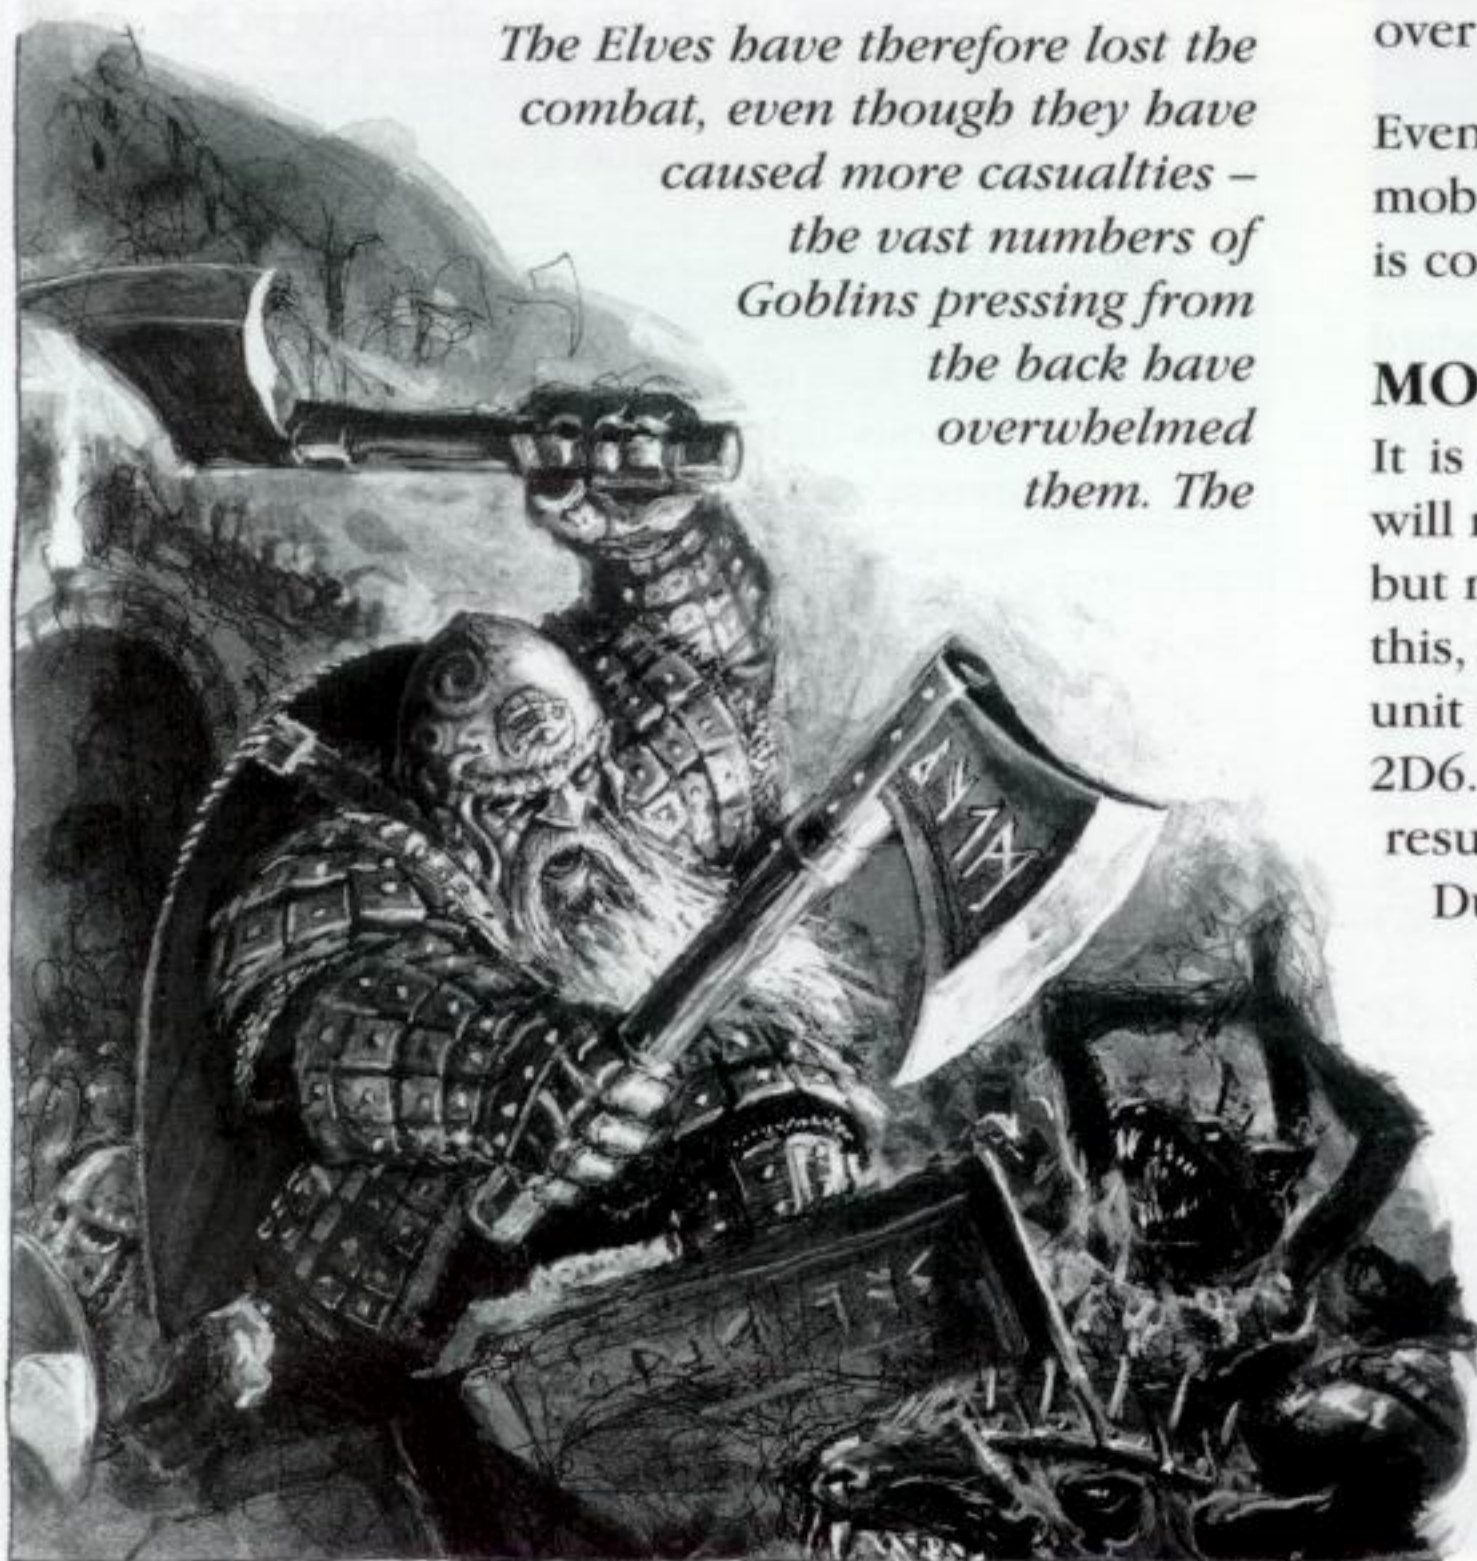 The Elves have therefore lost the
combat, even though they have
caused more casualties –
the vast numbers of
Goblins pressing from
the back have
overwhelmed
them. The
over
Even
mob
is co
MO
It is
will
but
this,
unit
2D6.
resu